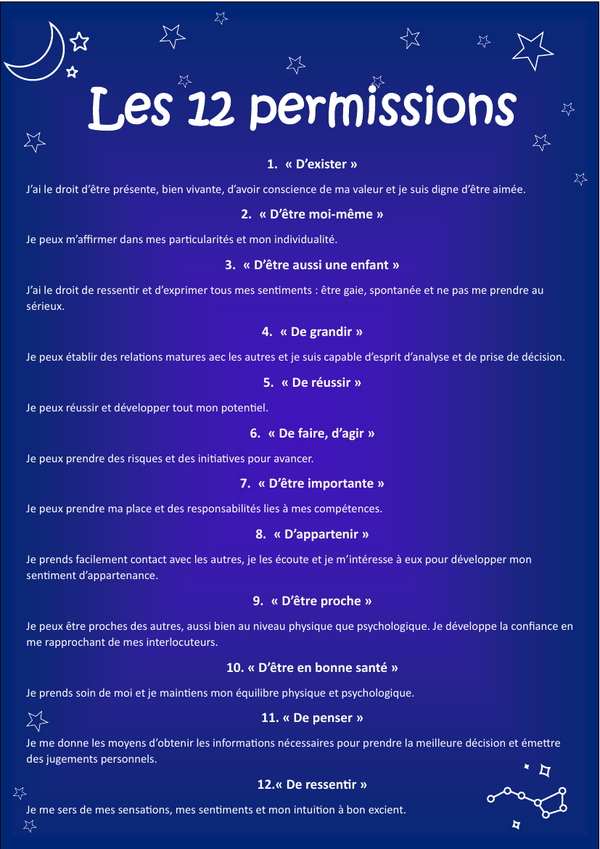 Les 12 permissions
1. « D’exister »
J’ai le droit d’être présente, bien vivante, d’avoir conscience de ma valeur et je suis digne d’être aimée.
2. « D’être moi-même »
Je peux m’affirmer dans mes particularités et mon individualité.
3. « D’être aussi une enfant »
J’ai le droit de ressentir et d’exprimer tous mes sentiments : être gaie, spontanée et ne pas me prendre au
sérieux.
4. « De grandir »
Je peux établir des relations matures aec les autres et je suis capable d’esprit d’analyse et de prise de décision.
5. « De réussir »
Je peux réussir et développer tout mon potentiel.
6. « De faire, d’agir »
Je peux prendre des risques et des initiatives pour avancer.
7. « D’être importante »
Je peux prendre ma place et des responsabilités lies à mes compétences.
8. « D’appartenir »
Je prends facilement contact avec les autres, je les écoute et je m’intéresse à eux pour développer mon
sentiment d’appartenance.
9. « D’être proche »
Je peux être proches des autres, aussi bien au niveau physique que psychologique. Je développe la confiance en
me rapprochant de mes interlocuteurs.
10. « D’être en bonne santé »
Je prends soin de moi et je maintiens mon équilibre physique et psychologique.
11. « De penser »
Je me donne les moyens d’obtenir les informations nécessaires pour prendre la meilleure décision et émettre
des jugements personnels.
12.« De ressentir »
Je me sers de mes sensations, mes sentiments et mon intuition à bon excient.